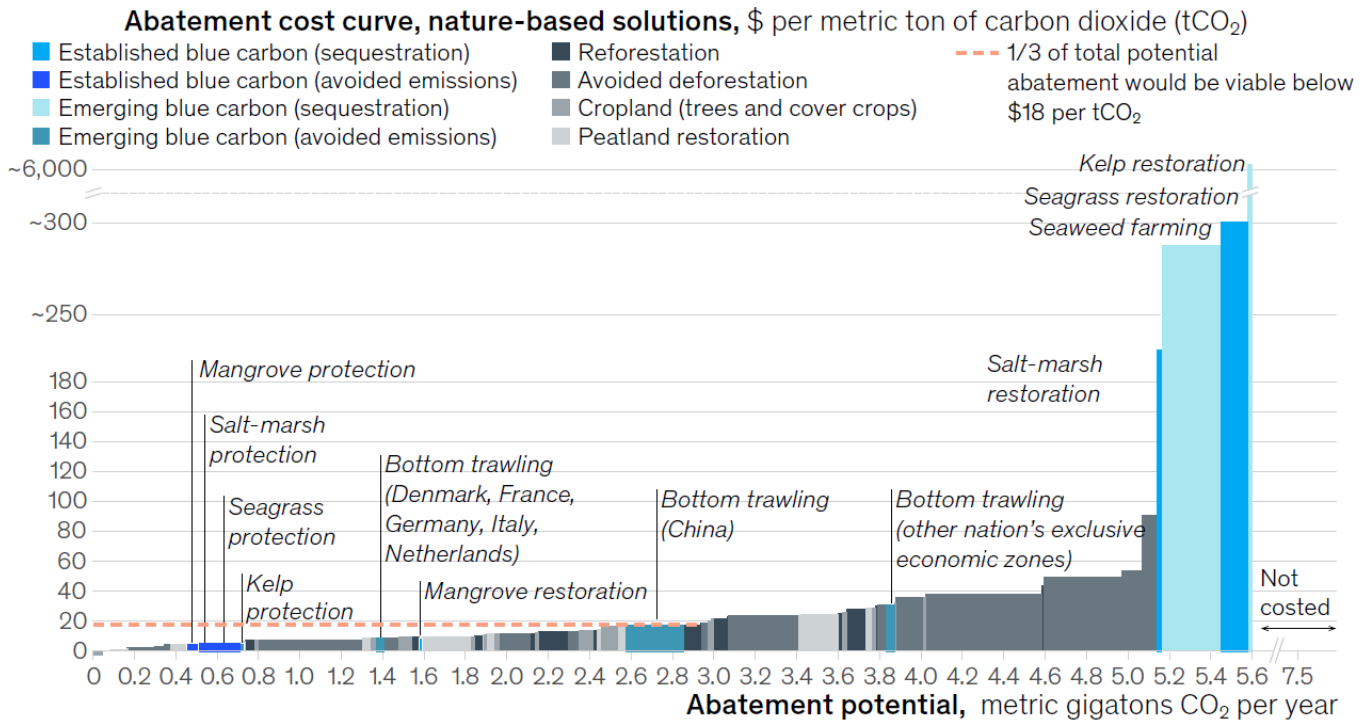 Abatement cost curve, nature-based solutions, $ per metric ton of carbon dioxide (tCO₂)
Established blue carbon (sequestration)
Established blue carbon (avoided emissions)
Emerging blue carbon (sequestration)
Emerging blue carbon (avoided emissions)
Reforestation
Avoided deforestation
Cropland (trees and cover crops)
Peatland restoration
1/3 of total potential
abatement would be viable below
$18 per tCO₂
~6,000
~300
~250
180
160
140
120
100
80
60
40
20
0
Mangrove protection
Salt-marsh
protection
Seagrass
protection
Kelp
protection
Bottom trawling
(Denmark, France,
Germany, Italy,
Netherlands)
Mangrove restoration
Bottom trawling
(China)
Bottom trawling
(other nation's exclusive
economic zones)
Salt-marsh
restoration
Kelp restoration
Seagrass restoration
Seaweed farming
Not
costed
0 0.2 0.4 0.6 0.8 1.0 1.2 1.4 1.6 1.8 2.0 2.2 2.4 2.6 2.8 3.0 3.2 3.4 3.6 3.8 4.0 4.2 4.4 4.6 4.8 5.0 5.2 5.4 5.6 7.5
Abatement potential, metric gigatons CO₂ per year